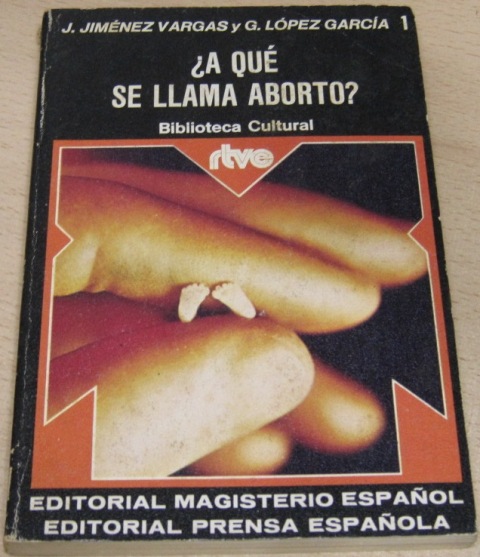 J. JIMÉNEZ VARGAS y G. LÓPEZ GARCÍA 1
¿A QUÉ
SE LLAMA ABORTO?
Biblioteca Cultural
rtve
EDITORIAL MAGISTERIO ESPAÑOL
EDITORIAL PRENSA ESPAÑOLA